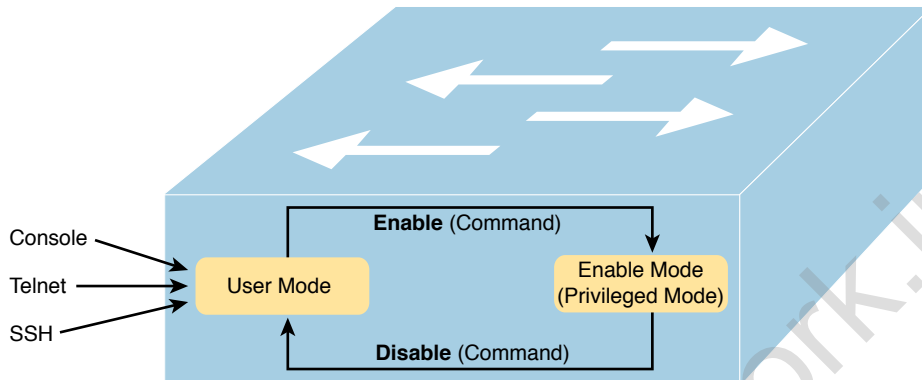 Enable (Command)
Console
Telnet
SSH
User Mode
Enable Mode
(Privileged Mode)
Disable (Command)